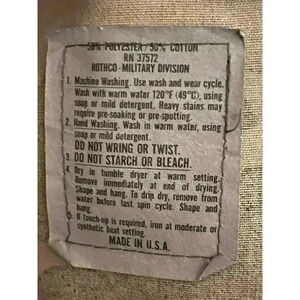 50% POLYESTER / 50% COTTON
RN 37572
ROTHCO - MILITARY DIVISION
1. Machine Washing. Use wash and wear cycle.
Wash with warm water 120°F (49°C), using
soap or mild detergent. Heavy stains may
require pre-soaking or pre-spotting.
2. Hand Washing. Wash in warm water, using
soap or mild detergent.
DO NOT WRING OR TWIST.
3. DO NOT STARCH OR BLEACH.
4. Dry in tumble dryer at warm setting.
Remove immediately at end of drying.
Shape and hang. To drip dry, remove from
water before last spin cycle. Shape and
hang.
5. If touch-up is required, iron at moderate or
synthetic heat setting.
MADE IN U.S.A.